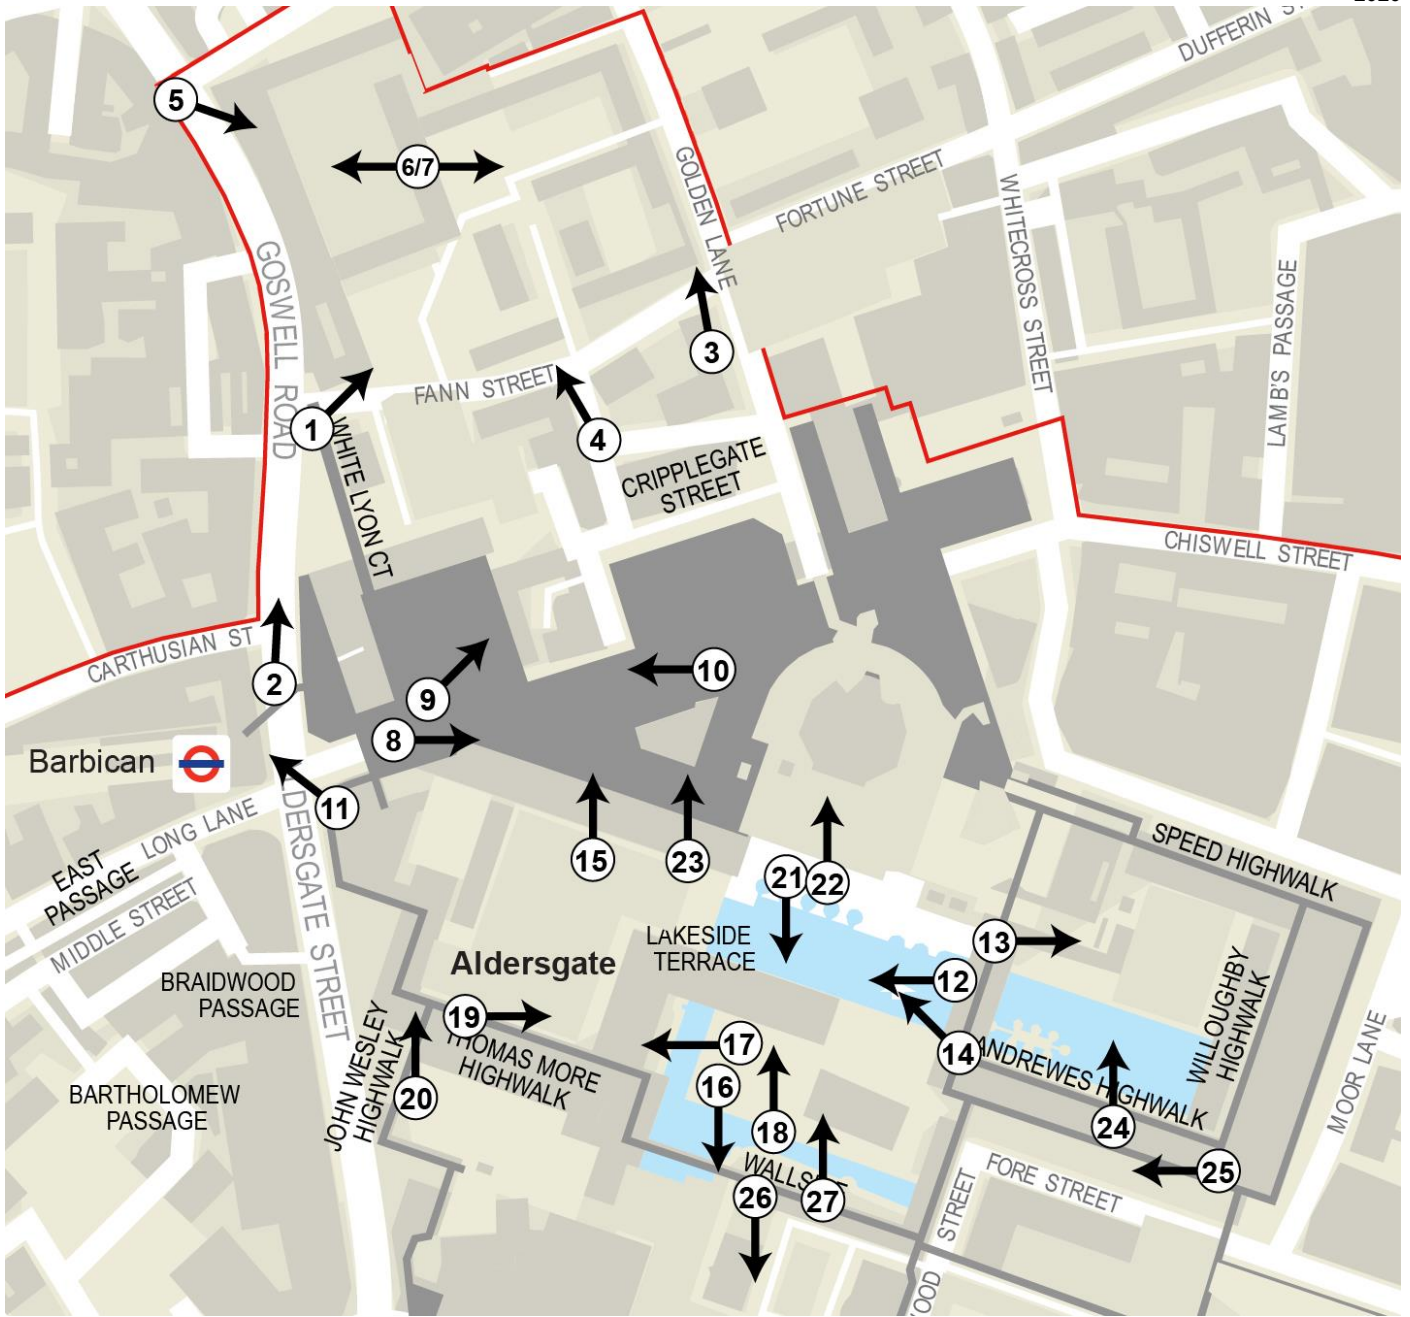 DUFFERIN
5
6/7
GOLDEN LANE
FORTUNE STREET
WHITECROSS STREET
GOSWELL ROAD
LAMB'S PASSAGE
3
FANN STREET
1
4
WHITE LYON CT
CRIPPLEGATE
STREET
CHISWELL STREET
CARTHUSIAN ST
2
9
10
8
Barbican
11
LONG LANE
EAST
PASSAGE
MIDDLE STREET
15
23
21
22
SPEED HIGHWALK
LAKESIDE
TERRACE
13
12
Aldersgate
BRAIDWOOD
PASSAGE
WILLOUGHBY
HIGHWALK
DERSGATE STREET
19
17
14
THOMAS MORE
HIGHWALK
ANDREWES HIGHWALK
MOOR LANE
JOHN WESLEY
HIGHWALK
BARTHOLOMEW
PASSAGE
20
16
18
24
25
FORE STREET
26
27
STREET
OOD